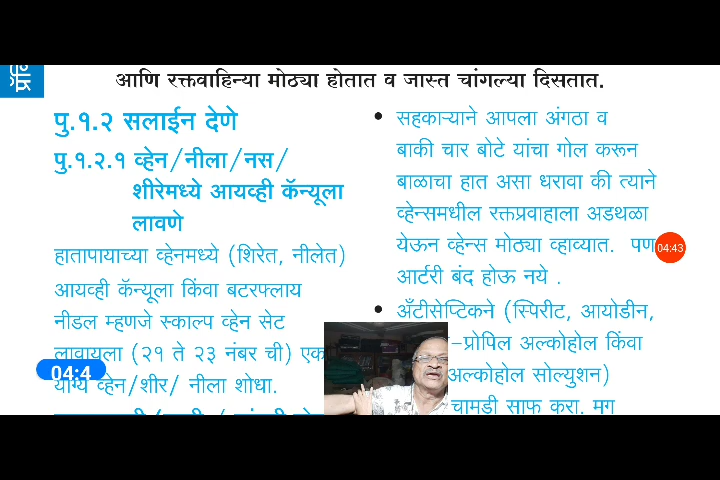 आणि रक्तवाहिन्या मोठ्या होतात व जास्त चांगल्या दिसतात.
पु.१.२ सलाईन देणे
पु.१.२.१ व्हेन/नीला/नस/
शीरेमध्ये आयव्ही कॅन्यूला
लावणे
हातापायाच्या व्हेनमध्ये (शिरेत, नीलेत)
आयव्ही कॅन्यूला किंवा बटरफ्लाय
नीडल म्हणजे स्काल्प व्हेन सेट
लावायला (२१ ते २३ नंबर ची) एक
योग्य व्हेन/शीर/ नीला शोधा.
• सहकाऱ्याने आपला अंगठा व
बाकी चार बोटे यांचा गोल करून
बाळाचा हात असा धरावा की त्याने
व्हेन्समधील रक्तप्रवाहाला अडथळा
येऊन व्हेन्स मोठ्या व्हाव्यात. पण
आर्टरी बंद होऊ नये .
• अँटीसेप्टिकने (स्पिरीट, आयोडीन,
-प्रोपिल अल्कोहोल किंवा
अल्कोहोल सोल्युशन)
चामडी साफ करा. मग
04:43
04:4